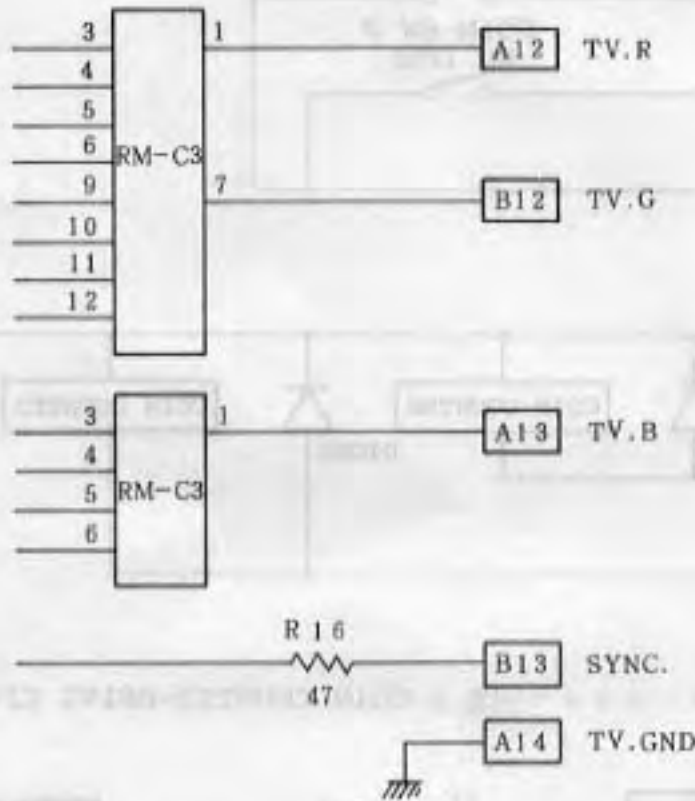 3 1 A12 TV.R
4
5
6
RM-C3
9 7 B12 TV.G
10
11
12
3 1 A13 TV.B
4
RM-C3
5
6
R16
B13 SYNC.
47
A14 TV.GND